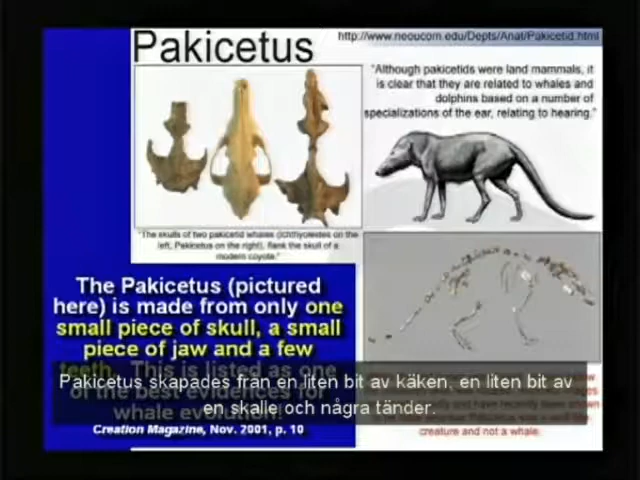 Pakicetus
http://www.neoucom.edu/Depts/Anat/Pakicetid.html
"Although pakicetids were land mammals, it
is clear that they are related to whales and
dolphins based on a number of
specializations of the ear, relating to hearing."
"The skulls of two pakicetid whales (Ichthyolestes on the
left, Pakicetus on the right), flank the skull of a
modern coyote."
The Pakicetus (pictured
here) is made from only one
small piece of skull, a small
piece of jaw and a few
teeth. This is listed as one
of the best evidences for
whale evolution!
Creation Magazine, Nov. 2001, p. 10
Pakicetus skapades från en liten bit av käken, en liten bit av
en skalle och några tänder.
creature and not a whale.